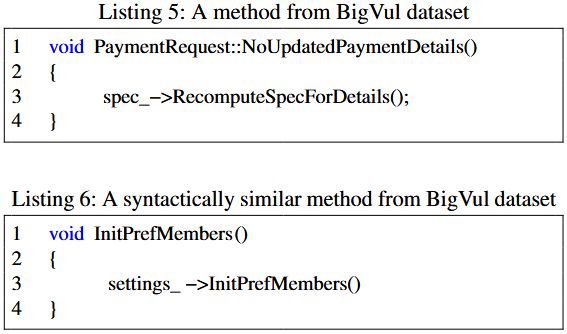 Listing 5: A method from BigVul dataset
1 void PaymentRequest::NoUpdatedPaymentDetails()
2 {
3 spec_−>RecomputeSpecForDetails();
4 }
Listing 6: A syntactically similar method from BigVul dataset
1 void InitPrefMembers()
2 {
3 settings_ −>InitPrefMembers()
4 }